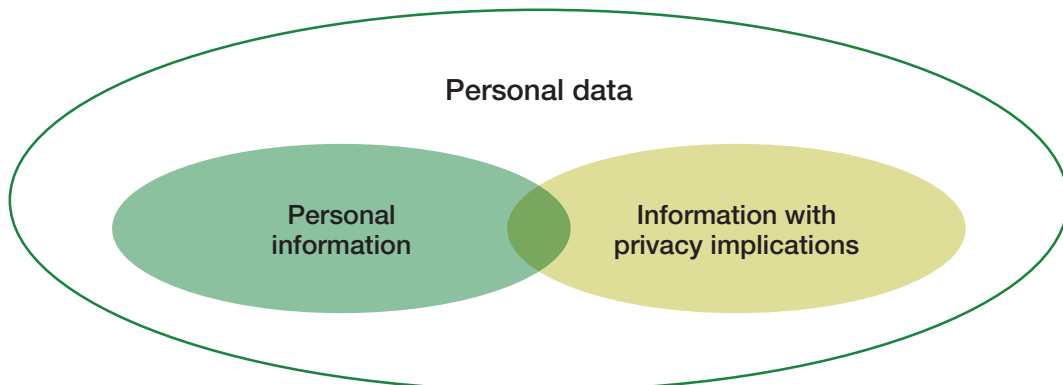 Personal data
Personal
information
Information with
privacy implications